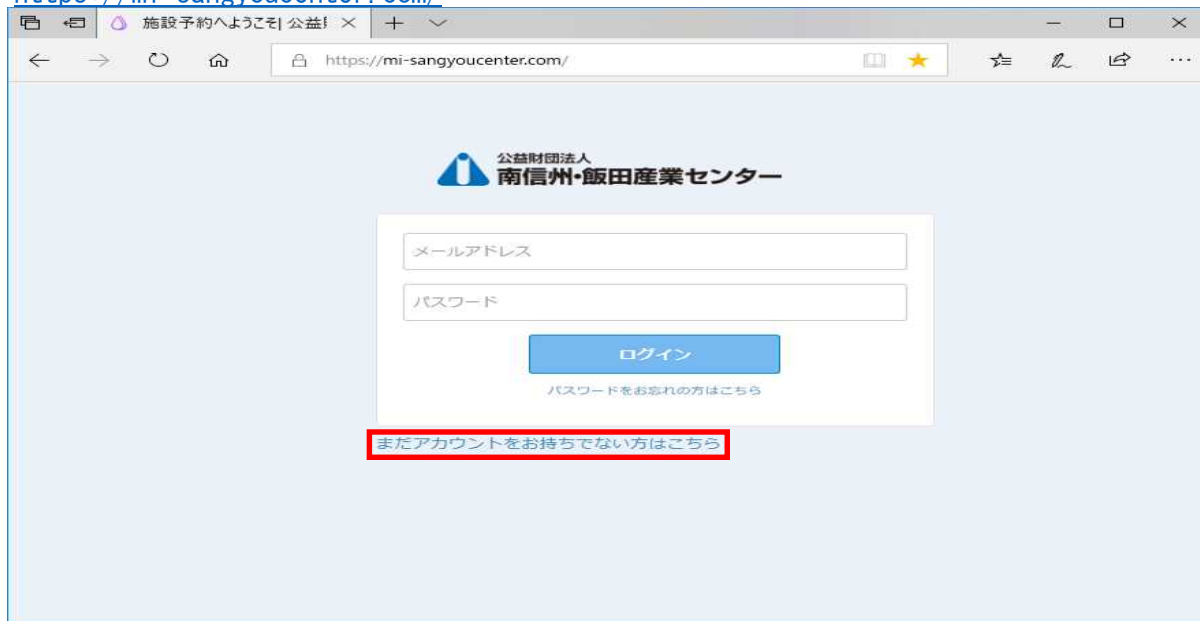 https://mi-sangyoucenter.com/
施設予約へようこそ| 公益
https://mi-sangyoucenter.com/
公益財団法人
南信州・飯田産業センター
メールアドレス
パスワード
ログイン
パスワードをお忘れの方はこちら
まだアカウントをお持ちでない方はこちら